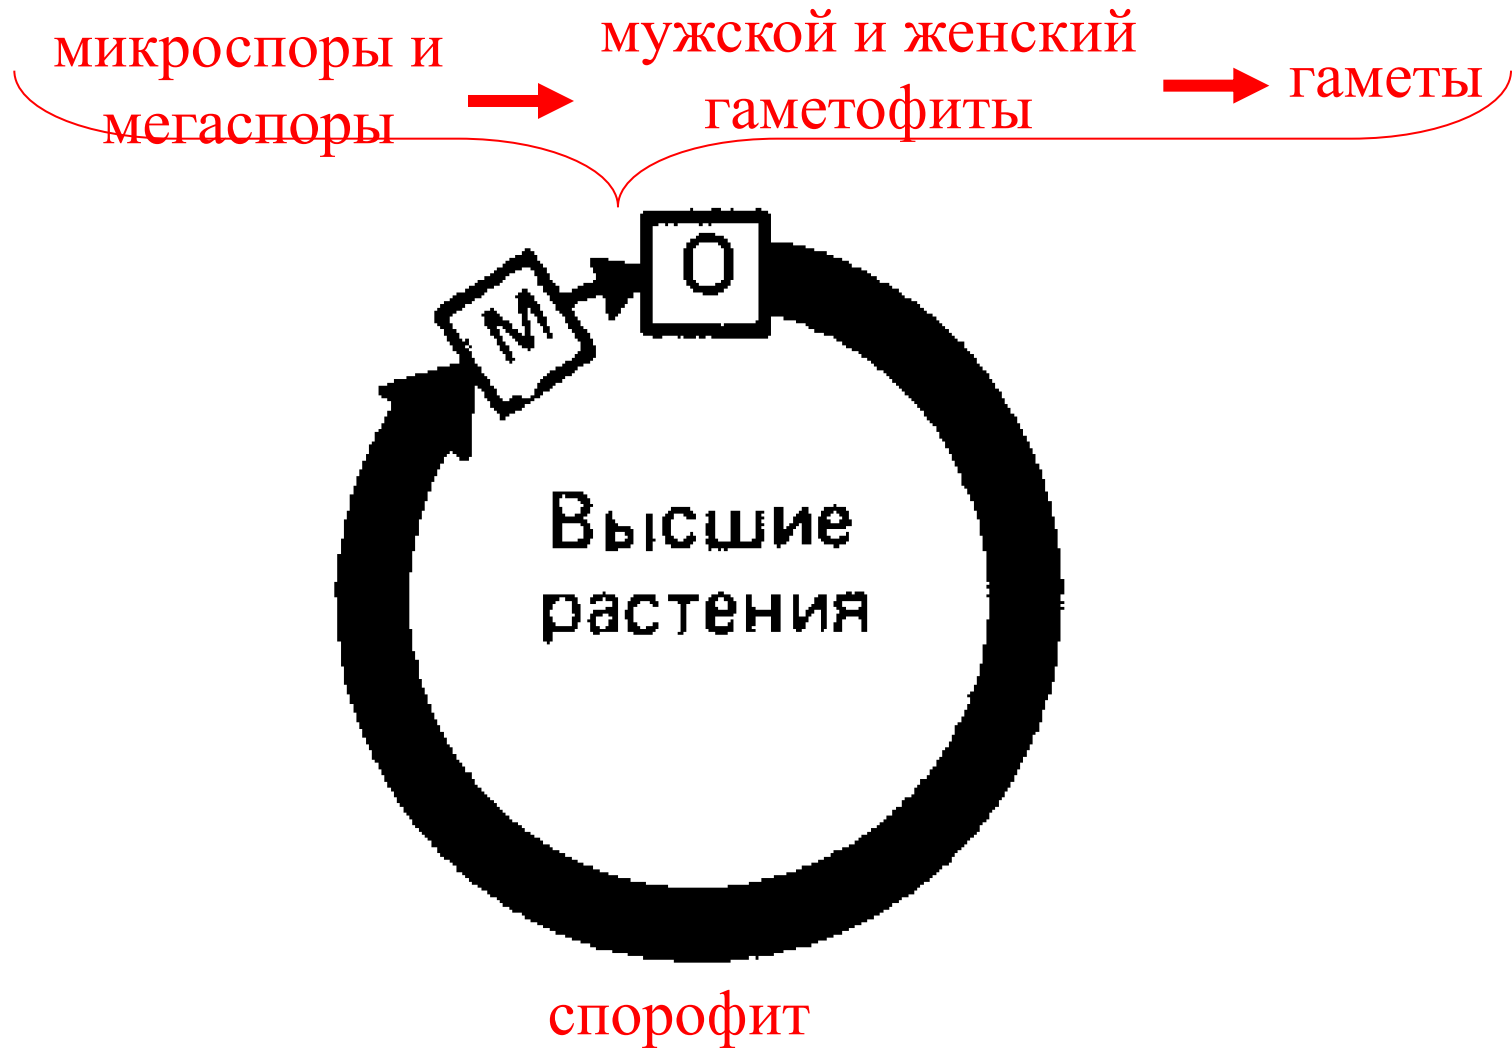 микроспоры и
мегаспоры
мужской и женский
гаметофиты
гаметы
М
О
Высшие
растения
спорофит